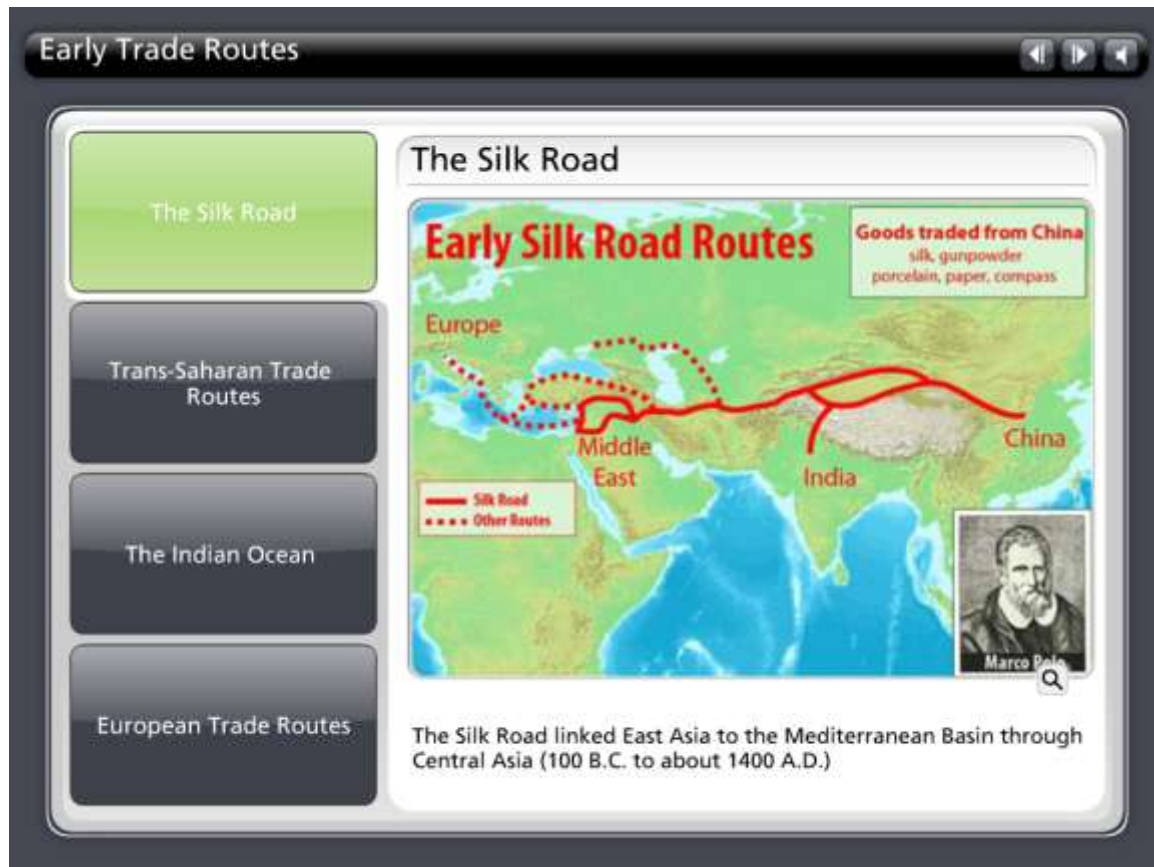 Early Trade Routes
The Silk Road
Trans-Saharan Trade
Routes
The Indian Ocean
European Trade Routes
The Silk Road
Early Silk Road Routes
Goods traded from China
silk, gunpowder
porcelain, paper, compass
Europe
Middle
East
India
China
Silk Road
Other Routes
Marco Polo
The Silk Road linked East Asia to the Mediterranean Basin through
Central Asia (100 B.C. to about 1400 A.D.)